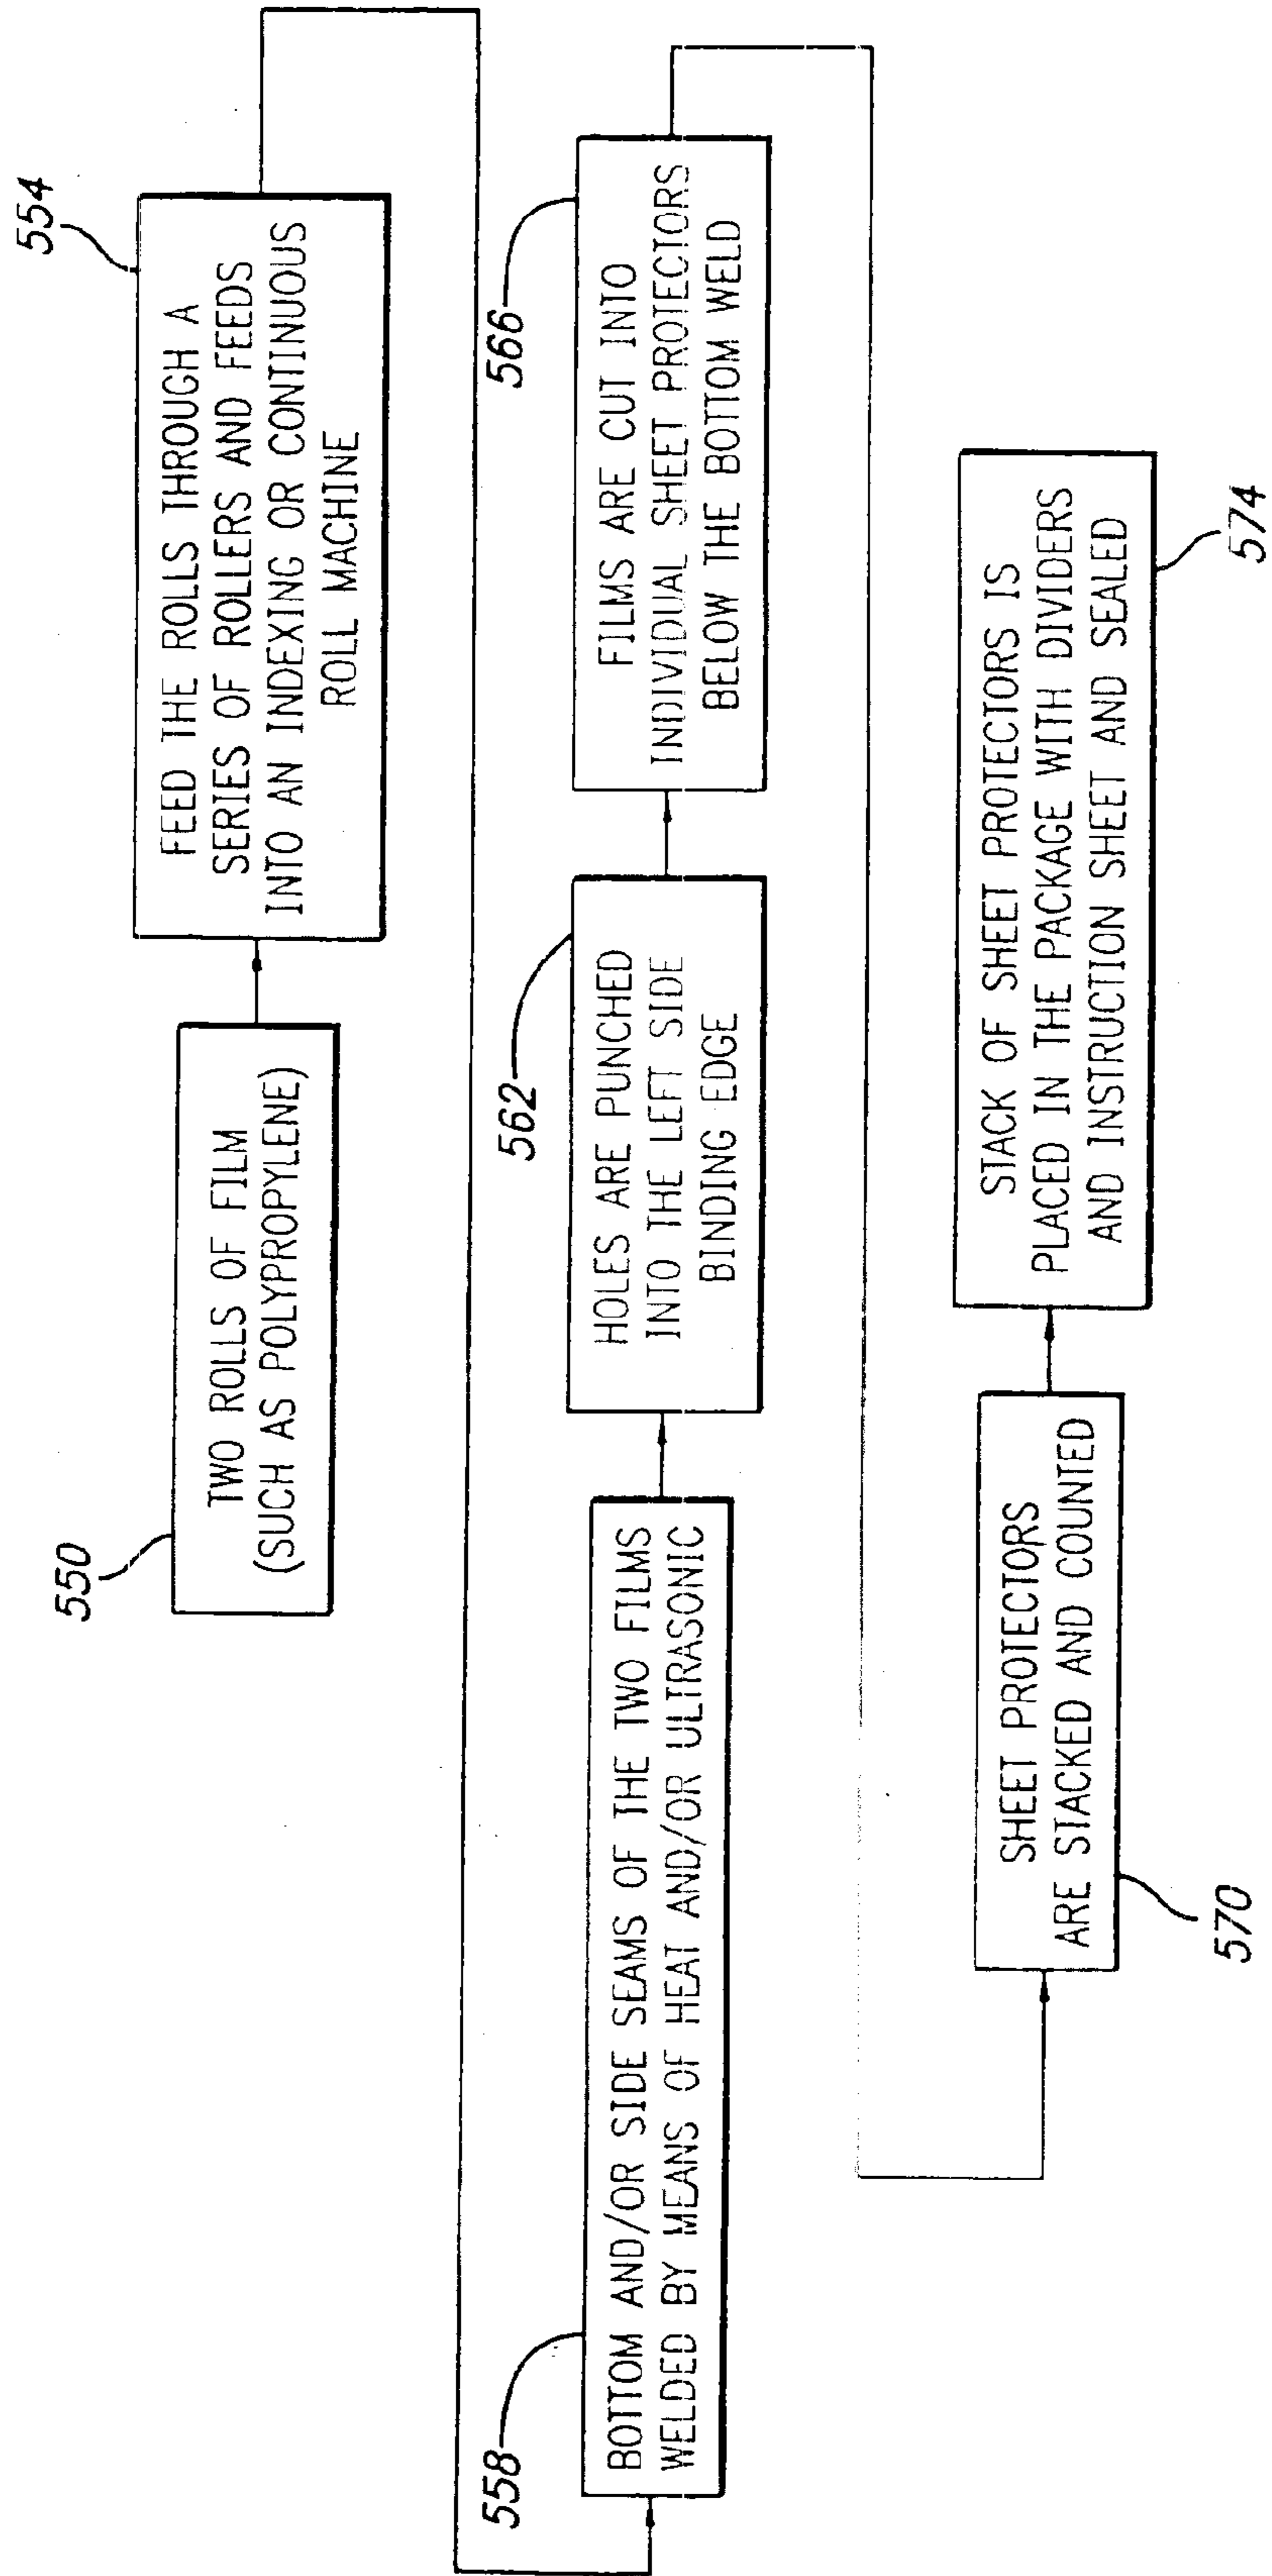 550
TWO ROLLS OF FILM
(SUCH AS POLYPROPYLENE)
554
FEED THE ROLLS THROUGH A
SERIES OF ROLLERS AND FEEDS
INTO AN INDEXING OR CONTINUOUS
ROLL MACHINE
558
BOTTOM AND/OR SIDE SEAMS OF THE TWO FILMS
WELDED BY MEANS OF HEAT AND/OR ULTRASONIC
562
HOLES ARE PUNCHED
INTO THE LEFT SIDE
BINDING EDGE
566
FILMS ARE CUT INTO
INDIVIDUAL SHEET PROTECTORS
BELOW THE BOTTOM WELD
SHEET PROTECTORS
ARE STACKED AND COUNTED
570
STACK OF SHEET PROTECTORS IS
PLACED IN THE PACKAGE WITH DIVIDERS
AND INSTRUCTION SHEET AND SEALED
574